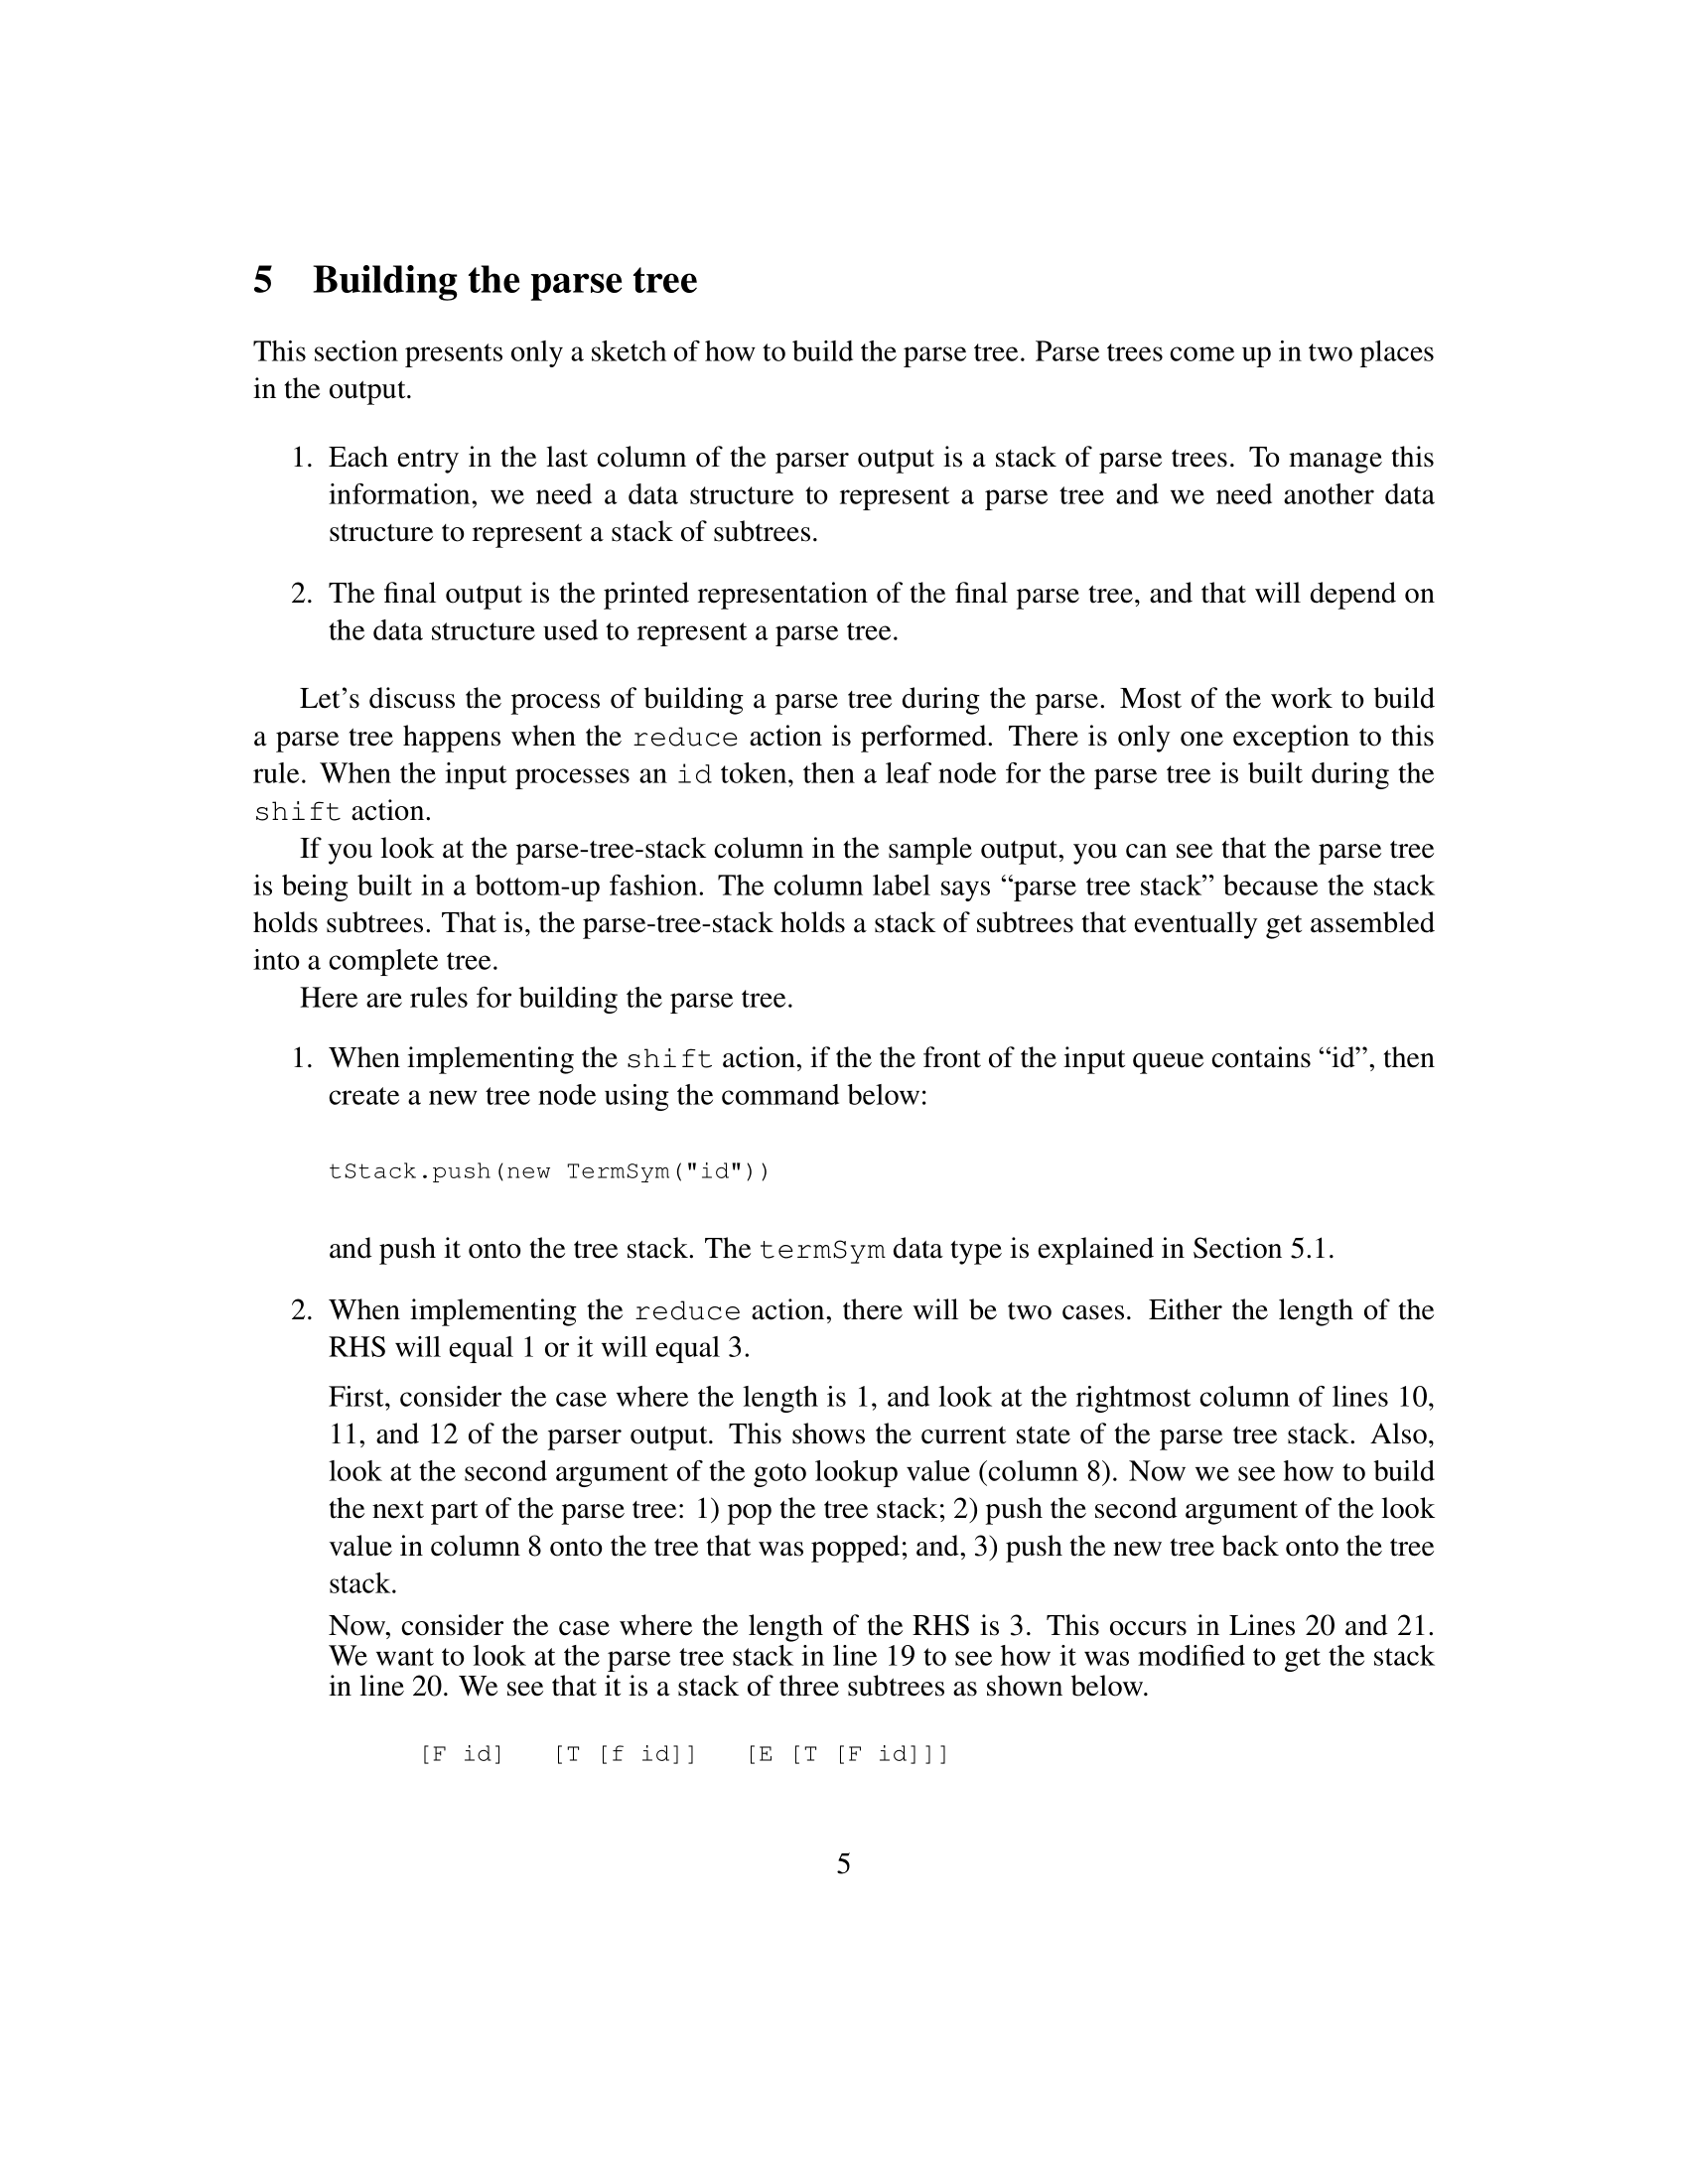 5 Building the parse tree
This section presents only a sketch of how to build the parse tree. Parse trees come up in two places
in the output.
1. Each entry in the last column of the parser output is a stack of parse trees. To manage this
information, we need a data structure to represent a parse tree and we need another data
structure to represent a stack of subtrees.
2. The final output is the printed representation of the final parse tree, and that will depend on
the data structure used to represent a parse tree.
Let’s discuss the process of building a parse tree during the parse. Most of the work to build
a parse tree happens when the reduce action is performed. There is only one exception to this
rule. When the input processes an id token, then a leaf node for the parse tree is built during the
shift action.
If you look at the parse-tree-stack column in the sample output, you can see that the parse tree
is being built in a bottom-up fashion. The column label says “parse tree stack” because the stack
holds subtrees. That is, the parse-tree-stack holds a stack of subtrees that eventually get assembled
into a complete tree.
Here are rules for building the parse tree.
1. When implementing the shift action, if the the front of the input queue contains “id”, then
create a new tree node using the command below:
tStack.push(new TermSym("id"))
and push it onto the tree stack. The termSym data type is explained in Section 5.1.
2. When implementing the reduce action, there will be two cases. Either the length of the
RHS will equal 1 or it will equal 3.
First, consider the case where the length is 1, and look at the rightmost column of lines 10,
11, and 12 of the parser output. This shows the current state of the parse tree stack. Also,
look at the second argument of the goto lookup value (column 8). Now we see how to build
the next part of the parse tree: 1) pop the tree stack; 2) push the second argument of the look
value in column 8 onto the tree that was popped; and, 3) push the new tree back onto the tree
stack.
Now, consider the case where the length of the RHS is 3. This occurs in Lines 20 and 21.
We want to look at the parse tree stack in line 19 to see how it was modified to get the stack
in line 20. We see that it is a stack of three subtrees as shown below.
[F id] [T [f id]] [E [T [F id]]]
5